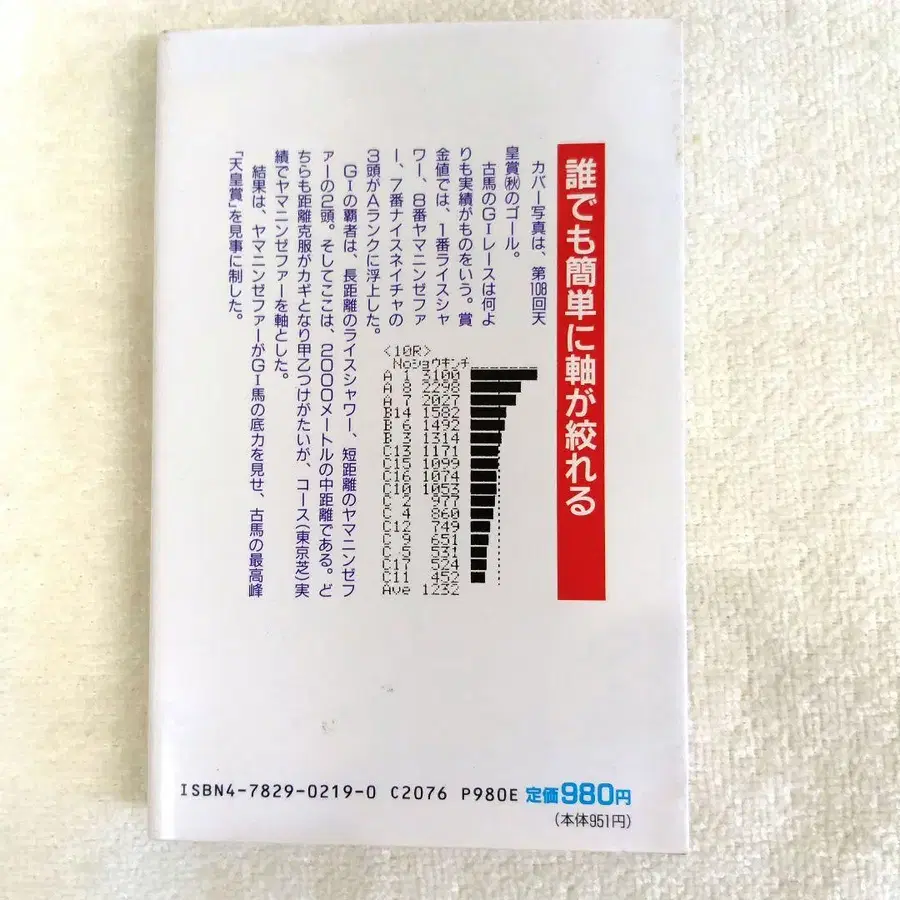 誰でも簡単に軸が絞れる
カバー写真は、第108回天
皇賞㊙のゴール。
古馬のGⅠレースは何よ
りも実績がものをいう。賞
金値では、1番ライスシャ
ワー、8番ヤマニンゼファ
ー、7番ナイスネイチャの
3頭がAランクに浮上した。
GⅠの覇者は、長距離のライスシャワー、短距離のヤマニンゼフ
ァーの2頭。そしてここは、2000メートルの中距離である。ど
ちらも距離克服がカギとなり甲乙つけがたいが、コース(東京芝)実
績でヤマニンゼファーを軸とした。
結果は、ヤマニンゼファーがGⅠ馬の底力を見せ、古馬の最高峰
「天皇賞」を見事に制した。
<10R>
Noショウキンチ
A 1 3100
A 8 2298
A 7 2027
B14 1582
B 6 1492
B 3 1314
C13 1171
C15 1099
C16 1074
C10 1053
C 2 977
C 4 860
C12 749
C 9 651
C 5 531
C17 524
C11 452
Ave 1232
ISBN4-7829-0219-0 C2076 P980E 定価980円
(本体951円)